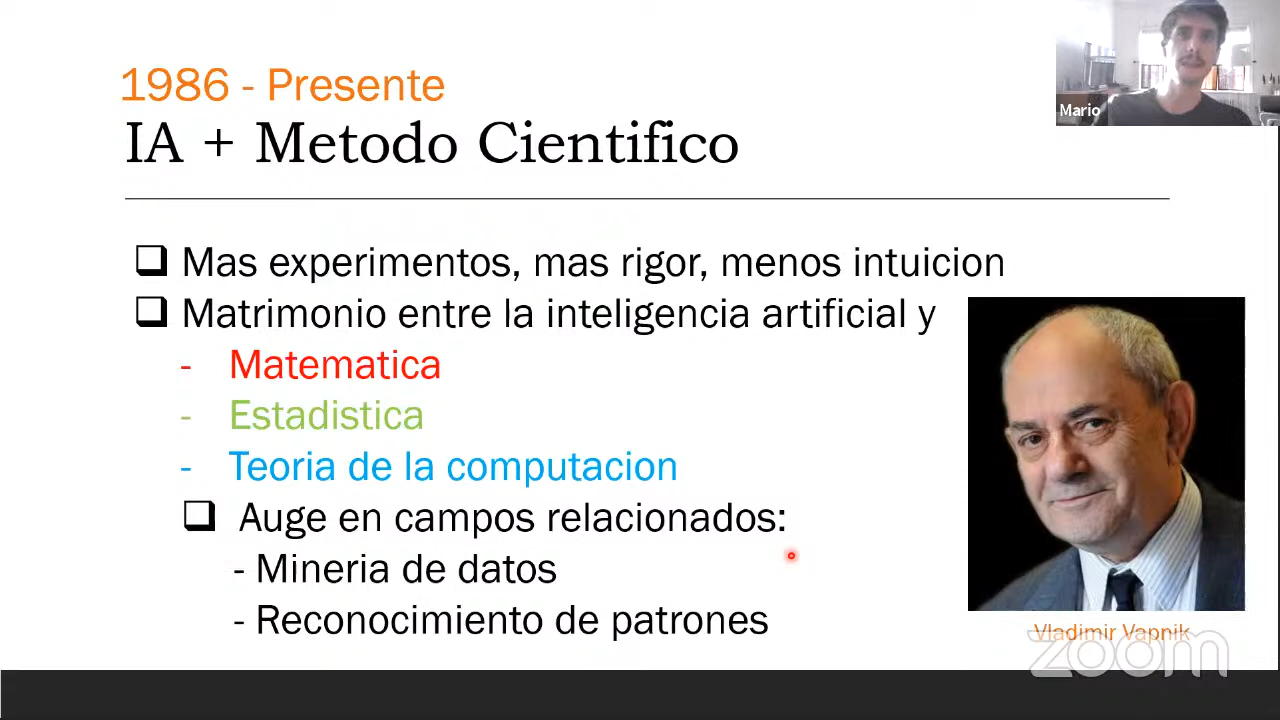 1986 - Presente
IA + Metodo Cientifico
Mario
Mas experimentos, mas rigor, menos intuicion
Matrimonio entre la inteligencia artificial y
- Matematica
- Estadistica
- Teoria de la computacion
Auge en campos relacionados:
- Mineria de datos
- Reconocimiento de patrones
Vladimir Vapnik
zoom